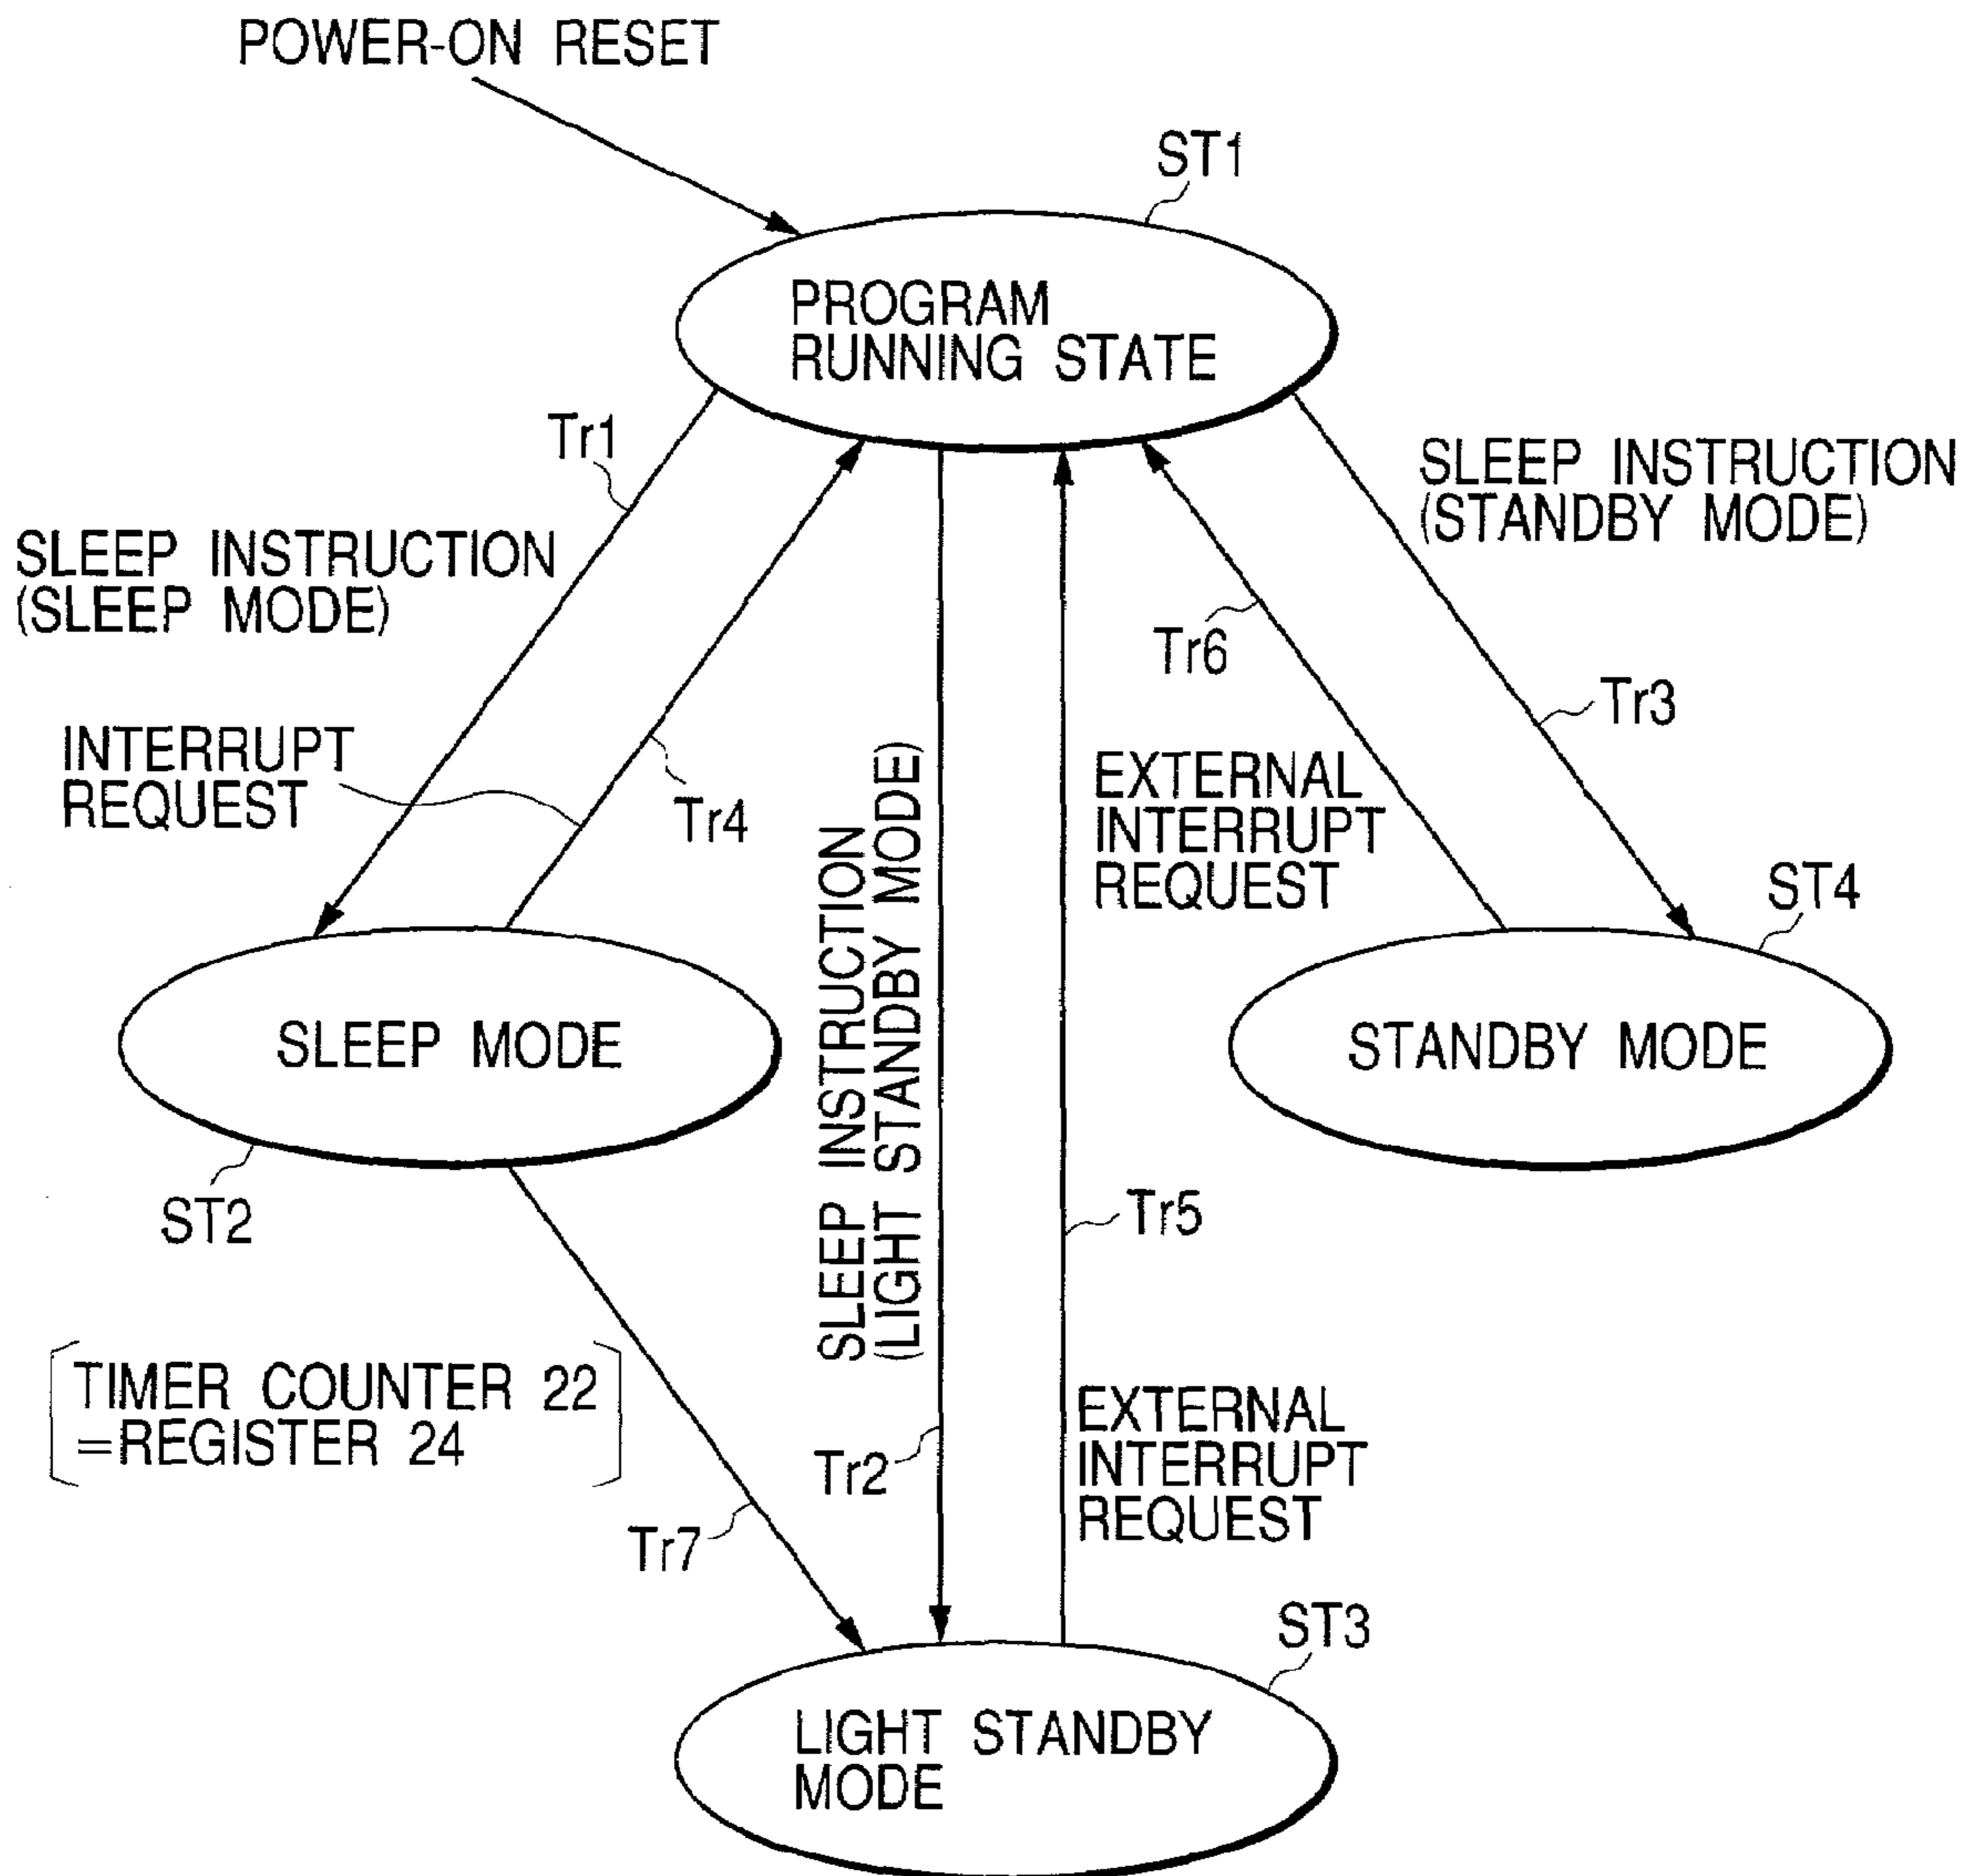 POWER-ON RESET
ST1
PROGRAM
RUNNING STATE
Tr1
SLEEP INSTRUCTION
(SLEEP MODE)
SLEEP INSTRUCTION
(STANDBY MODE)
Tr6
Tr3
INTERRUPT
REQUEST
Tr4
EXTERNAL
INTERRUPT
REQUEST
SLEEP INSTRUCTION
(LIGHT STANDBY MODE)
ST4
SLEEP MODE
STANDBY MODE
ST2
Tr5
TIMER COUNTER 22
=REGISTER 24
Tr2
EXTERNAL
INTERRUPT
REQUEST
Tr7
ST3
LIGHT STANDBY
MODE